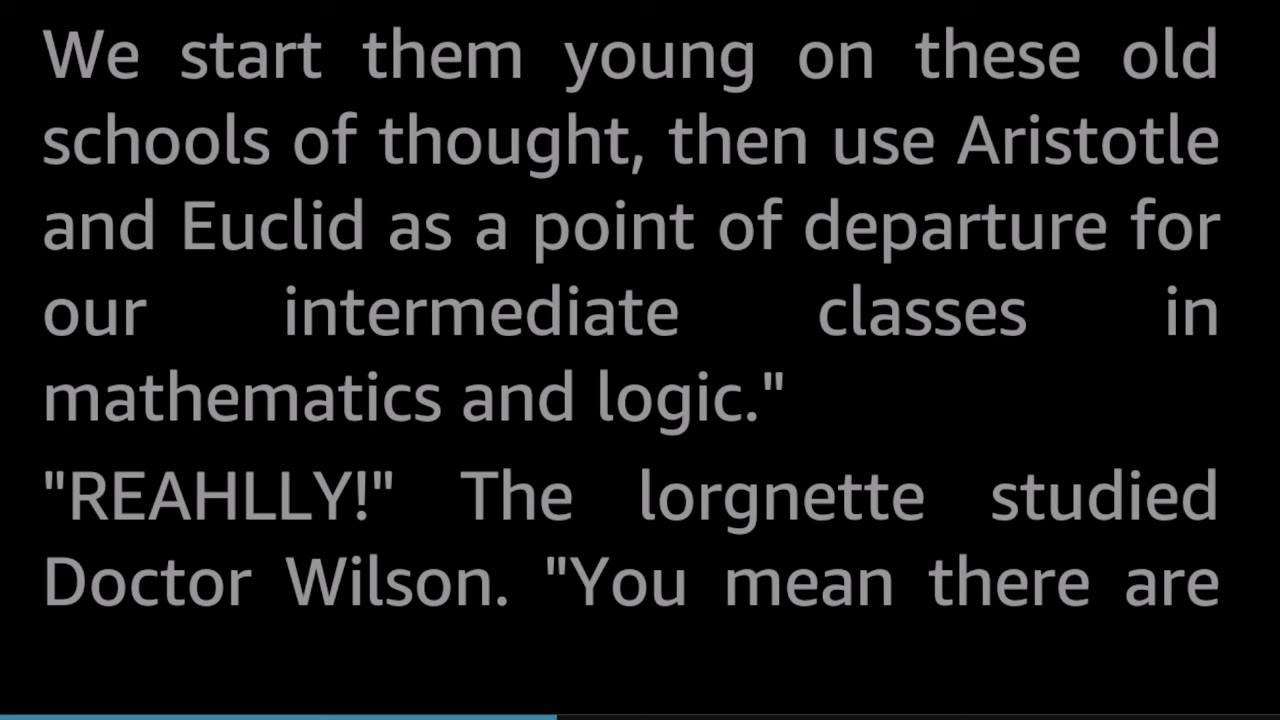 We start them young on these old
schools of thought, then use Aristotle
and Euclid as a point of departure for
our intermediate classes in
mathematics and logic."
"REAHLLY!" The lorgnette studied
Doctor Wilson. "You mean there are